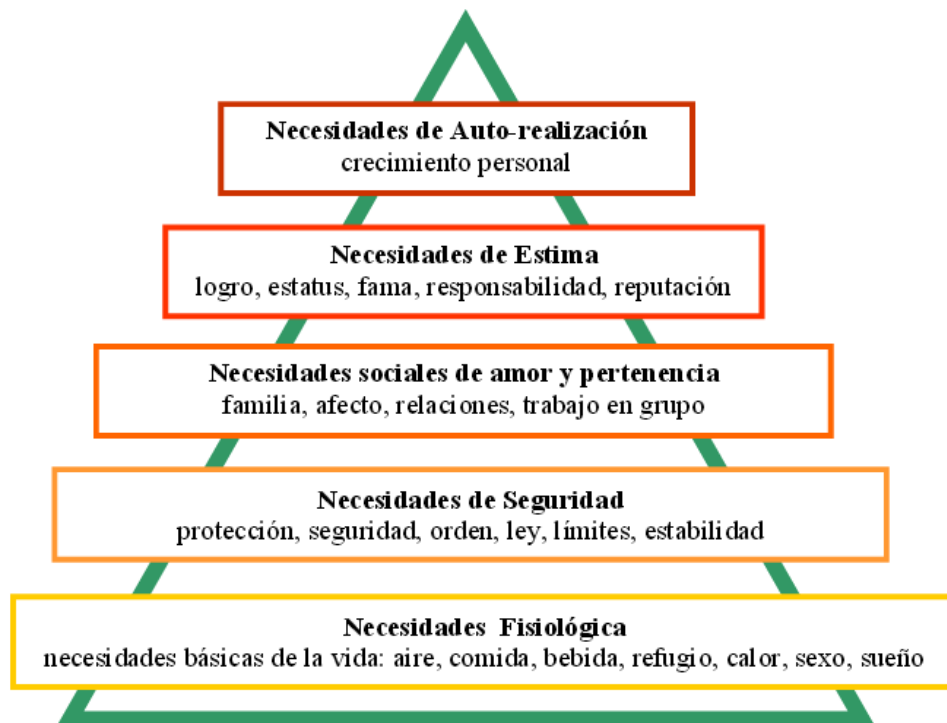 Necesidades de Auto-realización
crecimiento personal
Necesidades de Estima
logro, estatus, fama, responsabilidad, reputación
Necesidades sociales de amor y pertenencia
familia, afecto, relaciones, trabajo en grupo
Necesidades de Seguridad
protección, seguridad, orden, ley, límites, estabilidad
Necesidades Fisiológica
necesidades básicas de la vida: aire, comida, bebida, refugio, calor, sexo, sueño